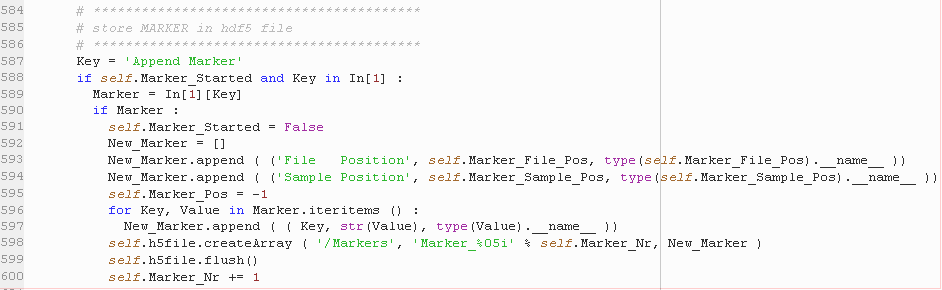 584 # ****************************************
585 # store MARKER in hdf5 file
586 # ****************************************
587 Key = 'Append Marker'
588 if self.Marker_Started and Key in In[1] :
589 Marker = In[1][Key]
590 if Marker :
591 self.Marker_Started = False
592 New_Marker = []
593 New_Marker.append ( ('File   Position', self.Marker_File_Pos, type(self.Marker_File_Pos).__name__ ))
594 New_Marker.append ( ('Sample Position', self.Marker_Sample_Pos, type(self.Marker_Sample_Pos).__name__ ))
595 self.Marker_Pos = -1
596 for Key, Value in Marker.iteritems () :
597 New_Marker.append ( ( Key, str(Value), type(Value).__name__ ))
598 self.h5file.createArray ( '/Markers', 'Marker_%05i' % self.Marker_Nr, New_Marker )
599 self.h5file.flush()
600 self.Marker_Nr += 1